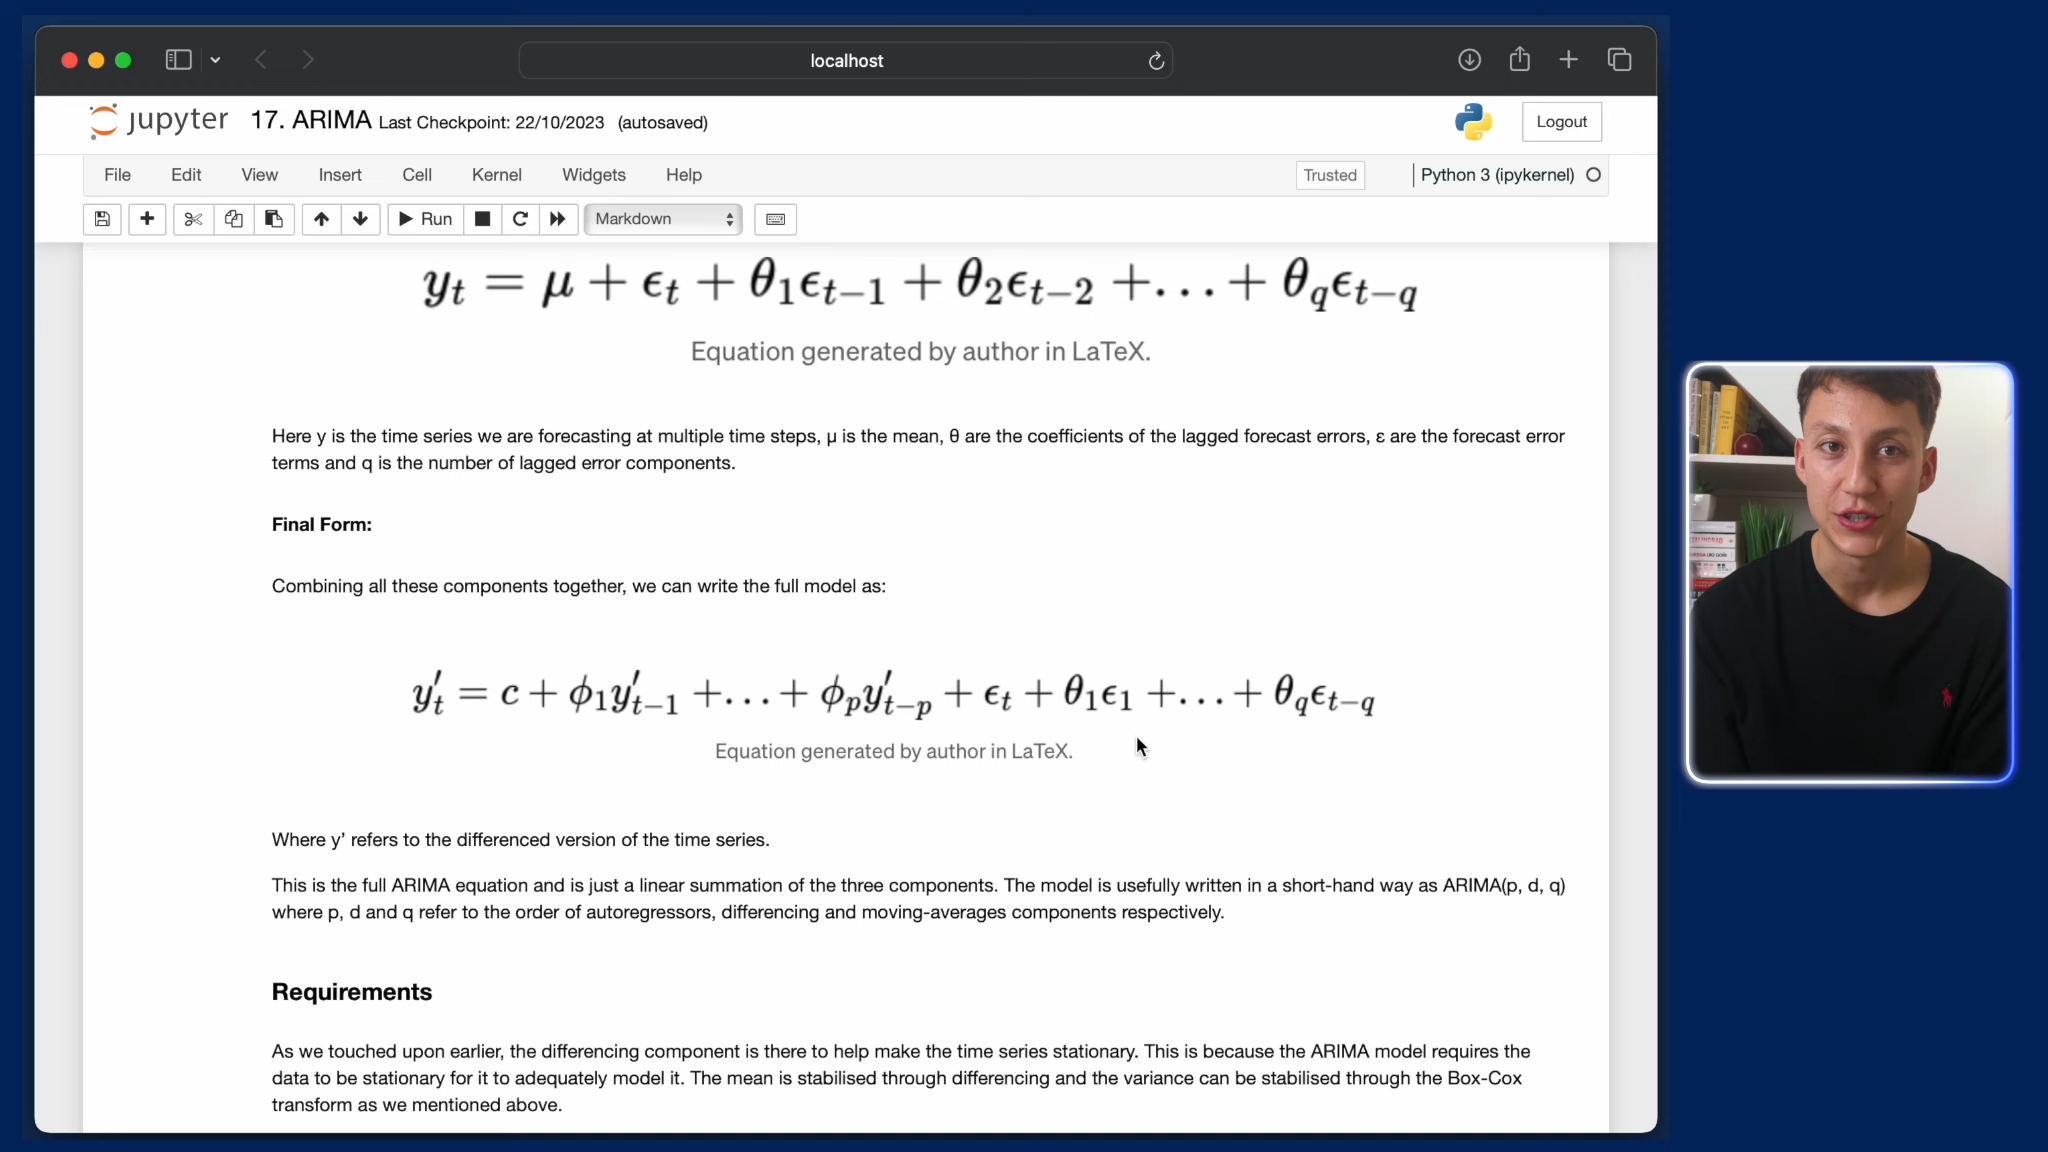 localhost
jupyter 17. ARIMA Last Checkpoint: 22/10/2023 (autosaved)
Logout
File Edit View Insert Cell Kernel Widgets Help
Trusted
Python 3 (ipykernel)
Run
Markdown
yₜ = μ + ϵₜ + θ₁ϵₜ₋₁ + θ₂ϵₜ₋₂ +...+ θ_qϵ_{t−q}
Equation generated by author in LaTeX.
Here y is the time series we are forecasting at multiple time steps, μ is the mean, θ are the coefficients of the lagged forecast errors, ε are the forecast error
terms and q is the number of lagged error components.
Final Form:
Combining all these components together, we can write the full model as:
y′ₜ = c + ϕ₁y′ₜ₋₁ +...+ ϕₚy′ₜ₋ₚ + ϵₜ + θ₁ϵ₁ +...+ θ_qϵ_{t−q}
Equation generated by author in LaTeX.
Where y’ refers to the differenced version of the time series.
This is the full ARIMA equation and is just a linear summation of the three components. The model is usefully written in a short-hand way as ARIMA(p, d, q)
where p, d and q refer to the order of autoregressors, differencing and moving-averages components respectively.
Requirements
As we touched upon earlier, the differencing component is there to help make the time series stationary. This is because the ARIMA model requires the
data to be stationary for it to adequately model it. The mean is stabilised through differencing and the variance can be stabilised through the Box-Cox
transform as we mentioned above.